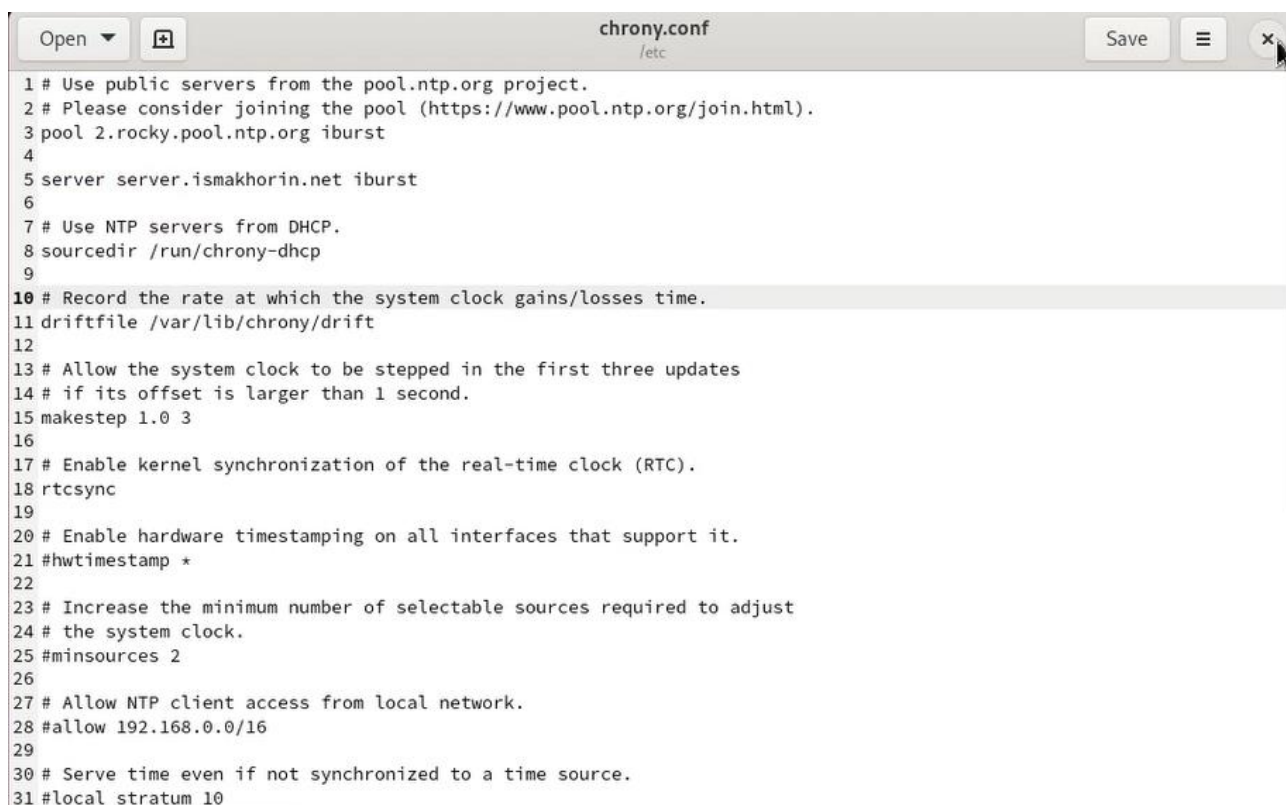 Open
chrony.conf
/etc
Save
1 # Use public servers from the pool.ntp.org project.
2 # Please consider joining the pool (https://www.pool.ntp.org/join.html).
3 pool 2.rocky.pool.ntp.org iburst
4
5 server server.ismakhorin.net iburst
6
7 # Use NTP servers from DHCP.
8 sourcedir /run/chrony-dhcp
9
10 # Record the rate at which the system clock gains/losses time.
11 driftfile /var/lib/chrony/drift
12
13 # Allow the system clock to be stepped in the first three updates
14 # if its offset is larger than 1 second.
15 makestep 1.0 3
16
17 # Enable kernel synchronization of the real-time clock (RTC).
18 rtcsync
19
20 # Enable hardware timestamping on all interfaces that support it.
21 #hwtimestamp *
22
23 # Increase the minimum number of selectable sources required to adjust
24 # the system clock.
25 #minsources 2
26
27 # Allow NTP client access from local network.
28 #allow 192.168.0.0/16
29
30 # Serve time even if not synchronized to a time source.
31 #local stratum 10